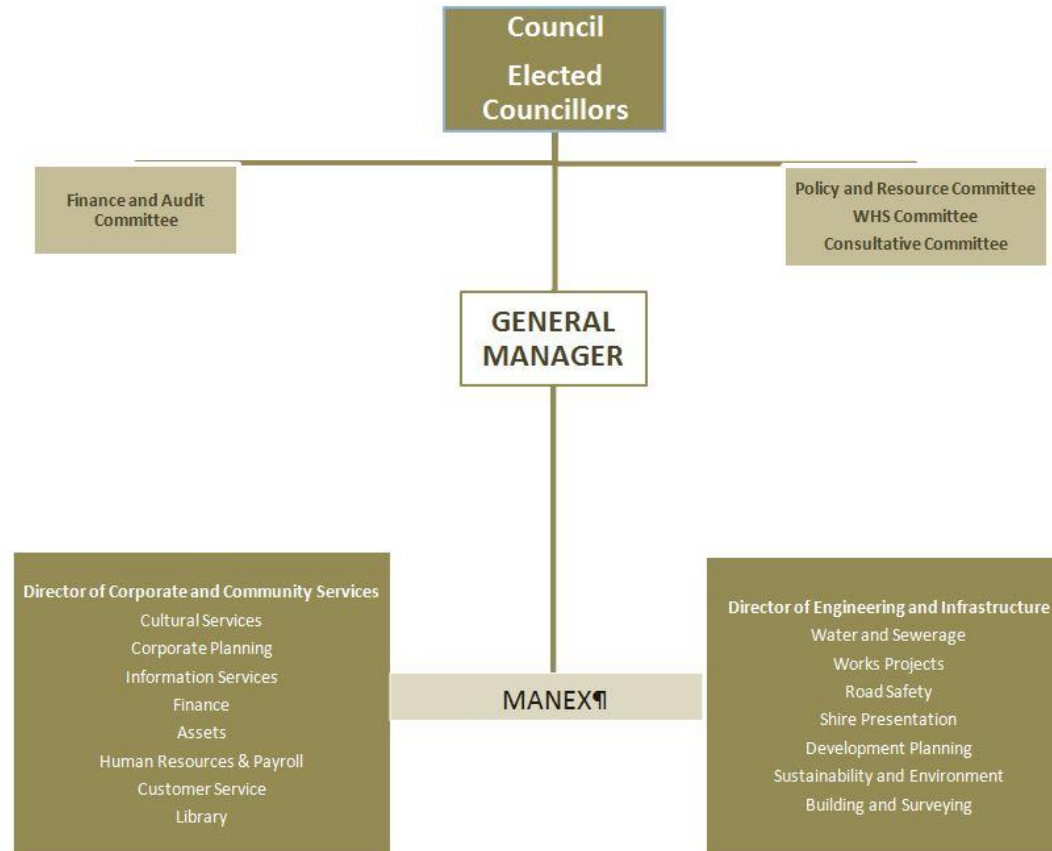 Council
Elected
Councillors
Finance and Audit
Committee
Policy and Resource Committee
WHS Committee
Consultative Committee
GENERAL
MANAGER
Director of Corporate and Community Services
Cultural Services
Corporate Planning
Information Services
Finance
Assets
Human Resources & Payroll
Customer Service
Library
MANEX¶
Director of Engineering and Infrastructure
Water and Sewerage
Works Projects
Road Safety
Shire Presentation
Development Planning
Sustainability and Environment
Building and Surveying